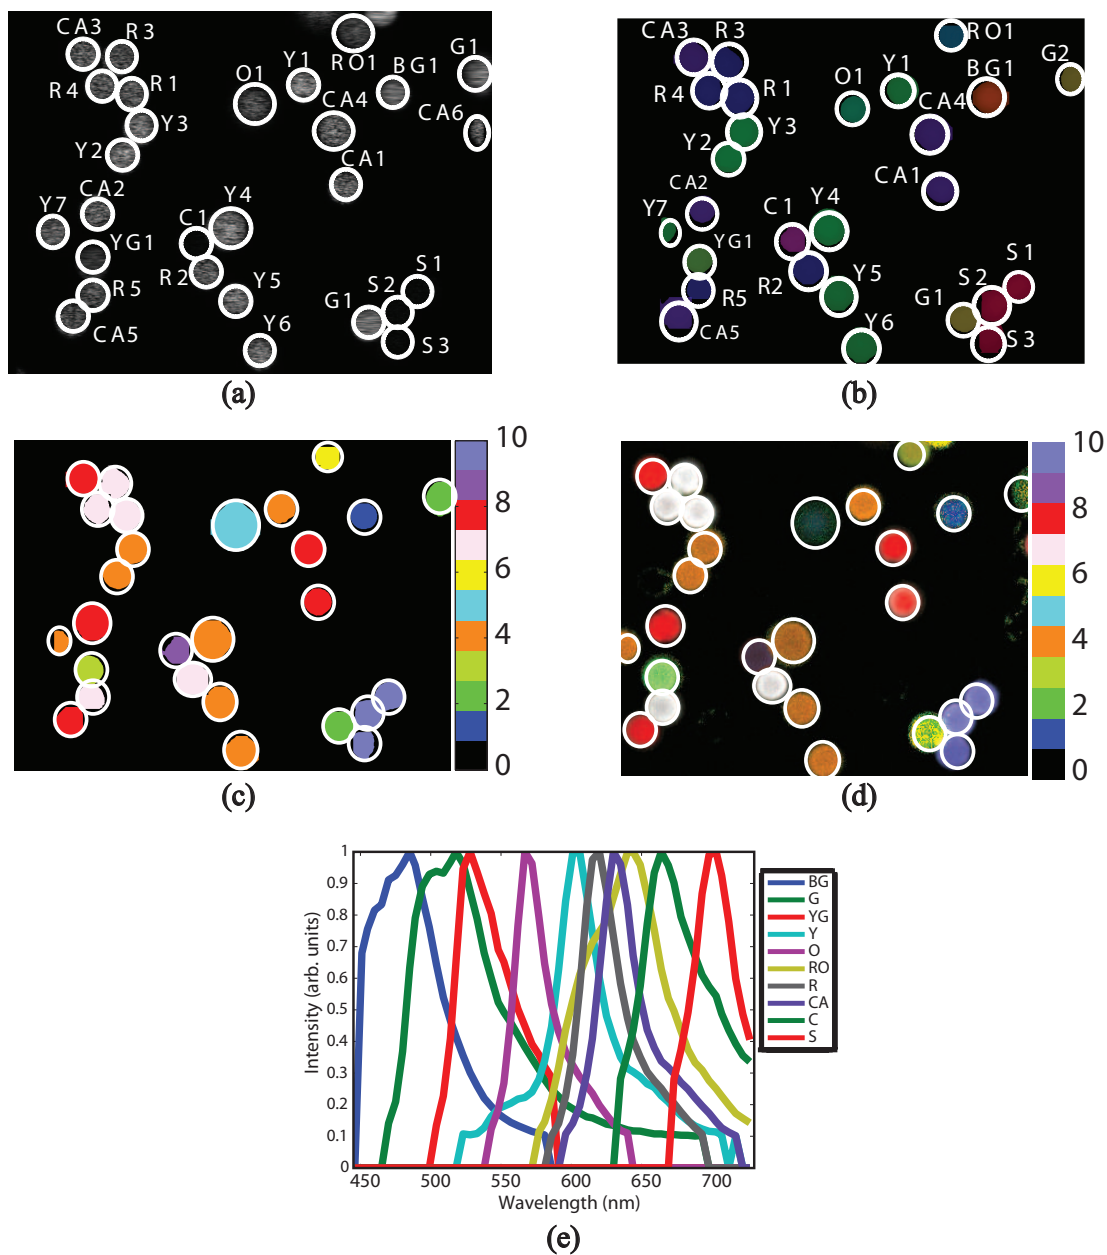 CA3 R3 RO1 G1
R4 R1 O1 Y1 BG1
Y3 CA4 CA6
Y2 CA1
CA2 Y4
Y7 C1
YG1
R5 R2 Y5 S2 S1
CA5 G1
Y6 S3
(a)
CA3 R3 RO1 G2
R4 R1 O1 Y1 BG1
Y2 Y3 CA4
CA2 CA1
Y7 C1 Y4
YG1
R5 R2 Y5 S2 S1
CA5 G1
Y6 S3
(b)
10
8
6
4
2
0
(c)
10
8
6
4
2
0
(d)
Intensity (arb. units)
1
0.9
0.8
0.7
0.6
0.5
0.4
0.3
0.2
0.1
0
450 500 550 600 650 700
Wavelength (nm)
BG
G
YG
Y
O
RO
R
CA
C
S
(e)